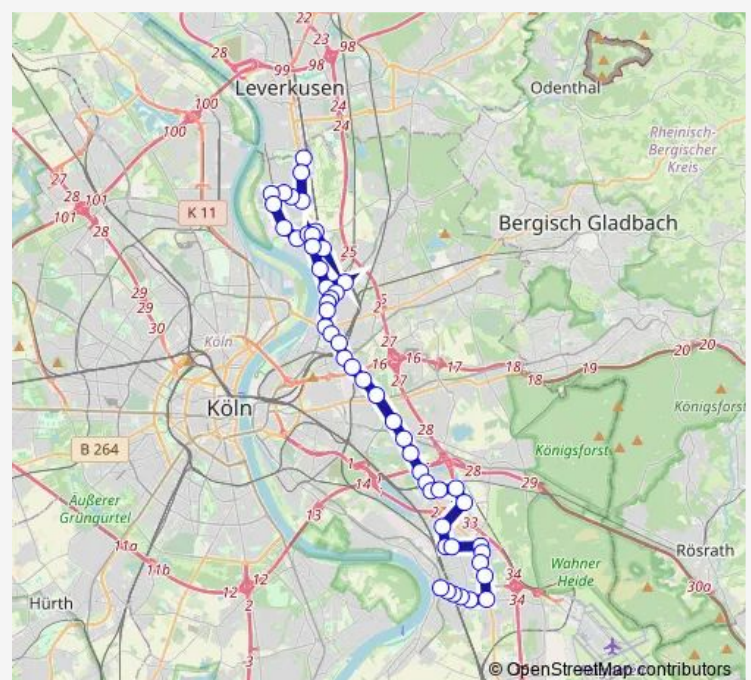 22
28
23
98
99
98
Leverkusen
Odenthal
100
100
24
24
Rheinisch-
Bergischer
Kreis
27
28
101
101
28
K 11
Bergisch Gladbach
25
29
29
30
Köln
27
16
16
17
27
18
18
19
20
20
Köln
Königsforst
B 264
28
Königsforst
1
14
28
29
Äußerer
Grüngürtel
13
33
11a
11b
Rösrath
Wahner
Heide
34
34
30a
12
12
2
Hürth
3
© OpenStreetMap contributors